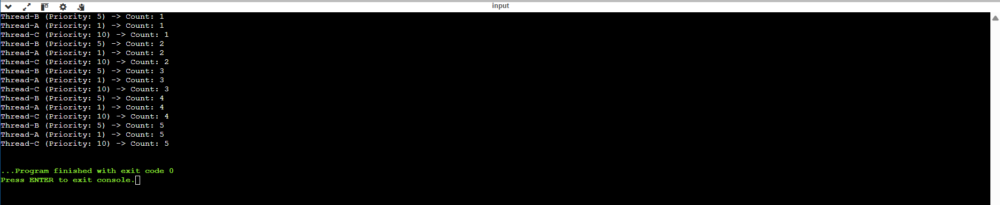 input
Thread-B (Priority: 5) -> Count: 1
Thread-A (Priority: 1) -> Count: 1
Thread-C (Priority: 10) -> Count: 1
Thread-B (Priority: 5) -> Count: 2
Thread-A (Priority: 1) -> Count: 2
Thread-C (Priority: 10) -> Count: 2
Thread-B (Priority: 5) -> Count: 3
Thread-A (Priority: 1) -> Count: 3
Thread-C (Priority: 10) -> Count: 3
Thread-B (Priority: 5) -> Count: 4
Thread-A (Priority: 1) -> Count: 4
Thread-C (Priority: 10) -> Count: 4
Thread-B (Priority: 5) -> Count: 5
Thread-A (Priority: 1) -> Count: 5
Thread-C (Priority: 10) -> Count: 5
...Program finished with exit code 0
Press ENTER to exit console.